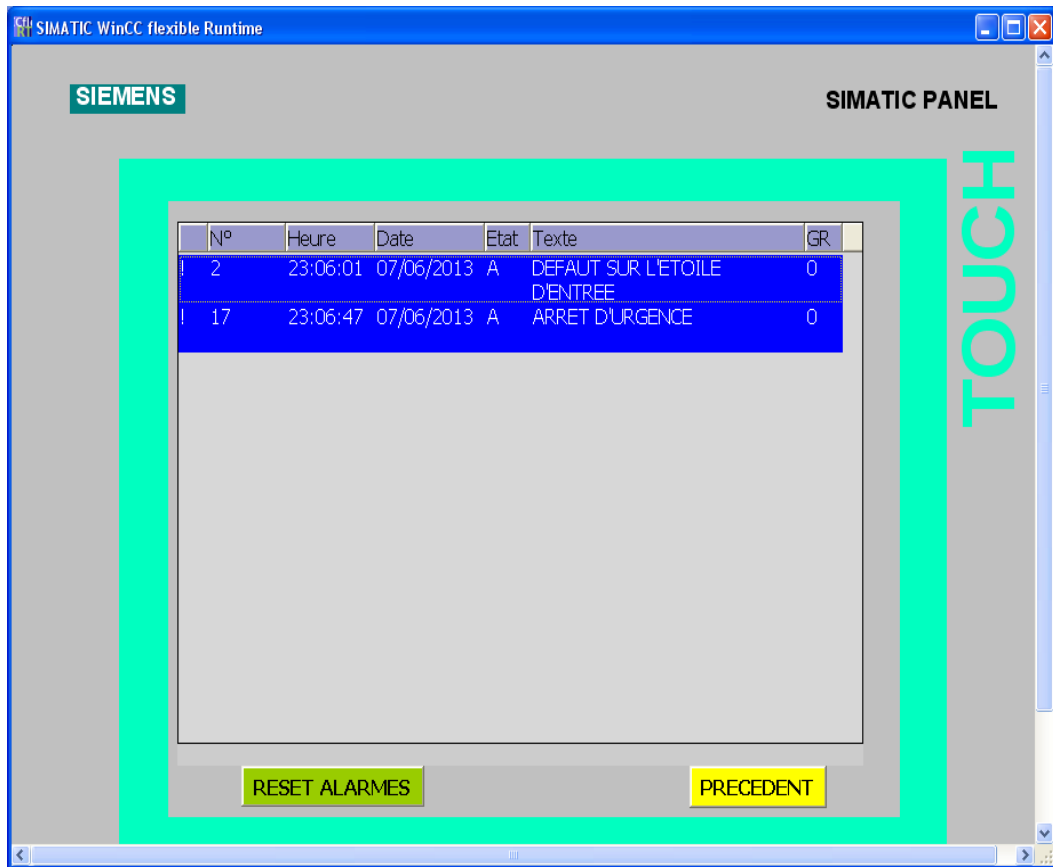 SIMATIC WinCC flexible Runtime
SIEMENS
SIMATIC PANEL
TOUCH
N° Heure Date Etat Texte GR
! 2 23:06:01 07/06/2013 A DEFAUT SUR L'ETOILE 0
D'ENTREE
! 17 23:06:47 07/06/2013 A ARRET D'URGENCE 0
RESET ALARMES PRECEDENT